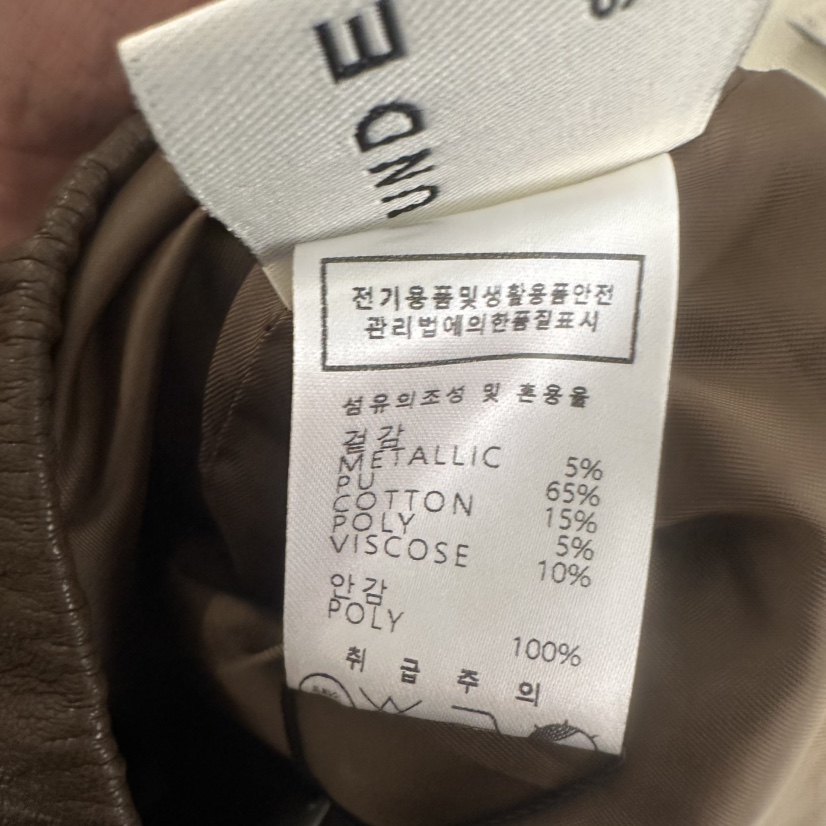 UNDE
전기용품및생활용품안전
관리법에의한품질표시
섬유의조성 및 혼용율
겉감
METALLIC 5%
PU 65%
COTTON 15%
POLY 5%
VISCOSE 10%
안감
POLY 100%
취급주의